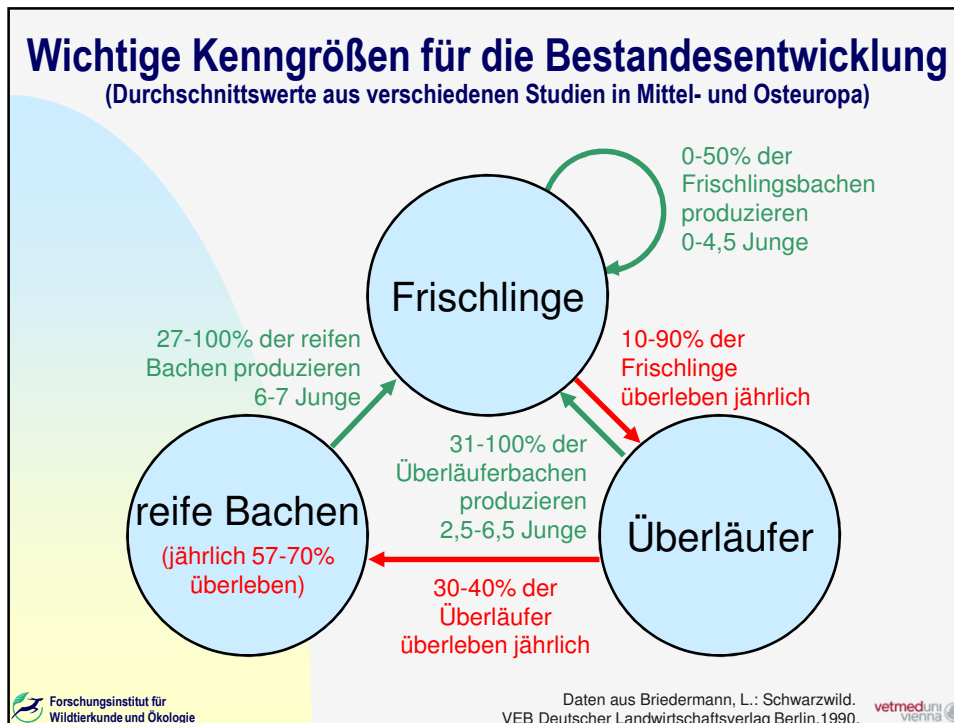 Wichtige Kenngrößen für die Bestandesentwicklung
(Durchschnittswerte aus verschiedenen Studien in Mittel- und Osteuropa)
0-50% der
Frischlingsbachen
produzieren
0-4,5 Junge
Frischlinge
27-100% der reifen
Bachen produzieren
6-7 Junge
10-90% der
Frischlinge
überleben jährlich
31-100% der
Überläuferbachen
produzieren
2,5-6,5 Junge
reife Bachen
(jährlich 57-70%
überleben)
Überläufer
30-40% der
Überläufer
überleben jährlich
Forschungsinstitut für
Wildtierkunde und Ökologie
Daten aus Briedermann, L.: Schwarzwild.
VEB Deutscher Landwirtschaftsverlag Berlin,1990.
vetmeduni
vienna